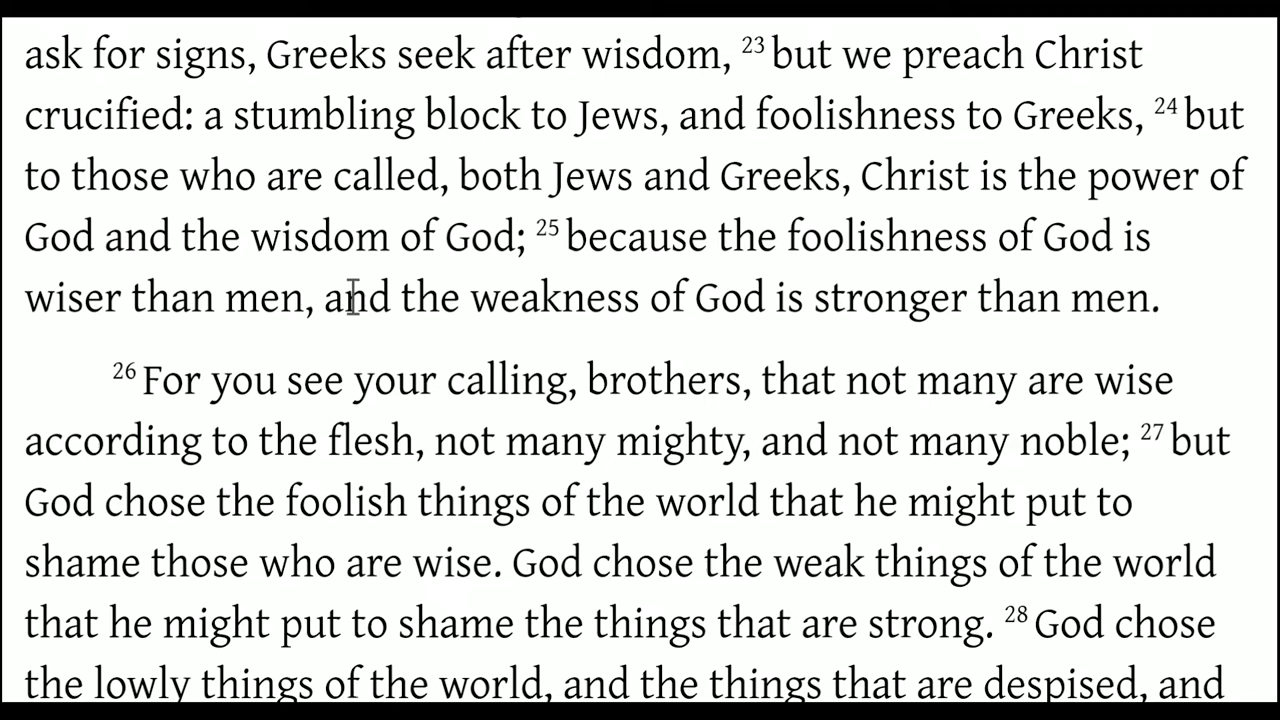 ask for signs, Greeks seek after wisdom, 23 but we preach Christ
crucified: a stumbling block to Jews, and foolishness to Greeks, 24 but
to those who are called, both Jews and Greeks, Christ is the power of
God and the wisdom of God; 25 because the foolishness of God is
wiser than men, and the weakness of God is stronger than men.
26 For you see your calling, brothers, that not many are wise
according to the flesh, not many mighty, and not many noble; 27 but
God chose the foolish things of the world that he might put to
shame those who are wise. God chose the weak things of the world
that he might put to shame the things that are strong. 28 God chose
the lowly things of the world, and the things that are despised, and